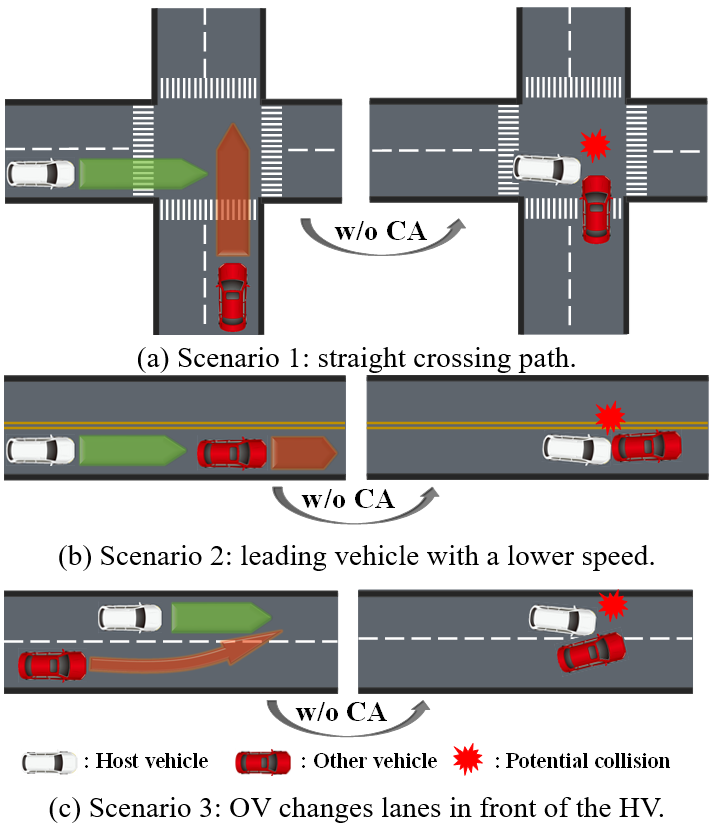 w/o CA
(a) Scenario 1: straight crossing path.
w/o CA
(b) Scenario 2: leading vehicle with a lower speed.
w/o CA
: Host vehicle : Other vehicle : Potential collision
(c) Scenario 3: OV changes lanes in front of the HV.